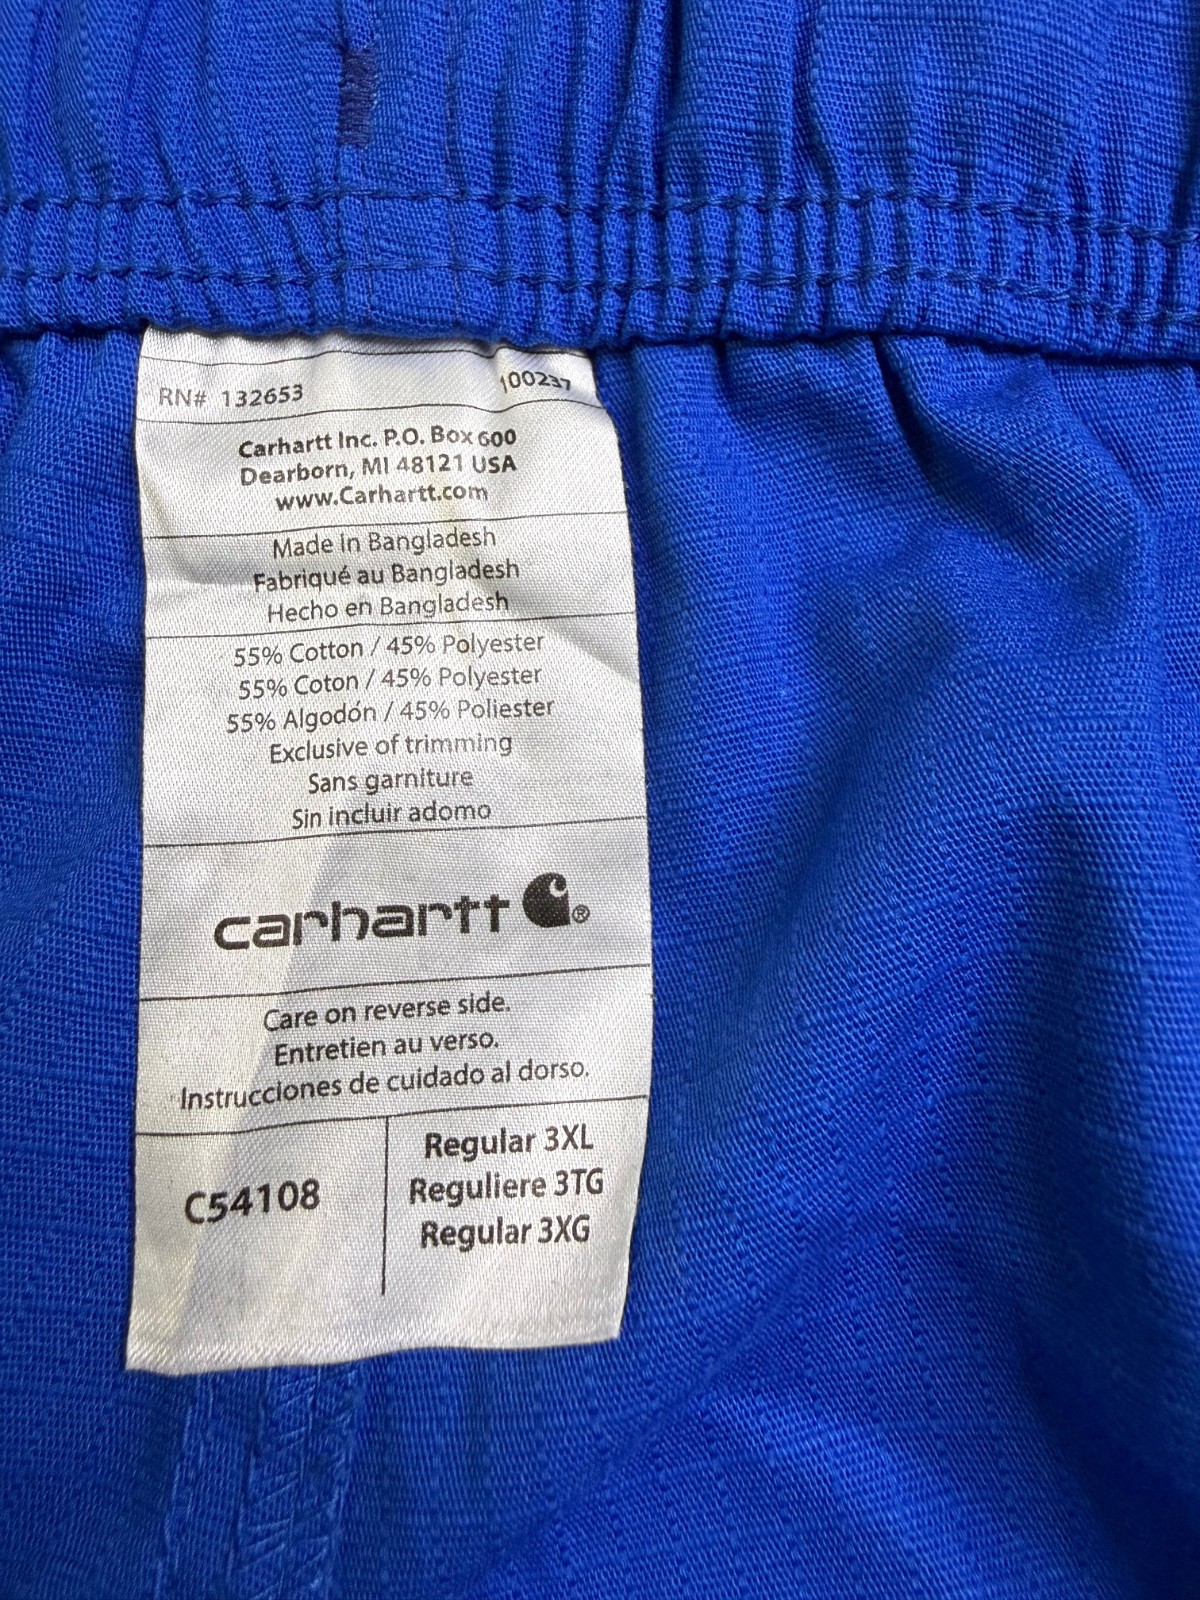 RN# 132653 100237
Carhartt Inc. P.O. Box 600
Dearborn, MI 48121 USA
www.Carhartt.com
Made in Bangladesh
Fabriqué au Bangladesh
Hecho en Bangladesh
55% Cotton / 45% Polyester
55% Coton / 45% Polyester
55% Algodón / 45% Poliester
Exclusive of trimming
Sans garniture
Sin incluir adorno
carhartt ®
Care on reverse side.
Entretien au verso.
Instrucciones de cuidado al dorso.
C54108
Regular 3XL
Reguliere 3TG
Regular 3XG